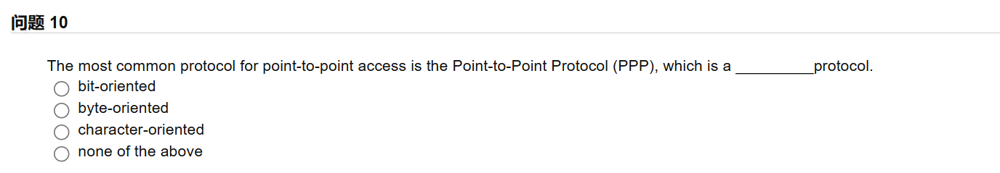 问题 10
The most common protocol for point-to-point access is the Point-to-Point Protocol (PPP), which is a __________protocol.
bit-oriented
byte-oriented
character-oriented
none of the above